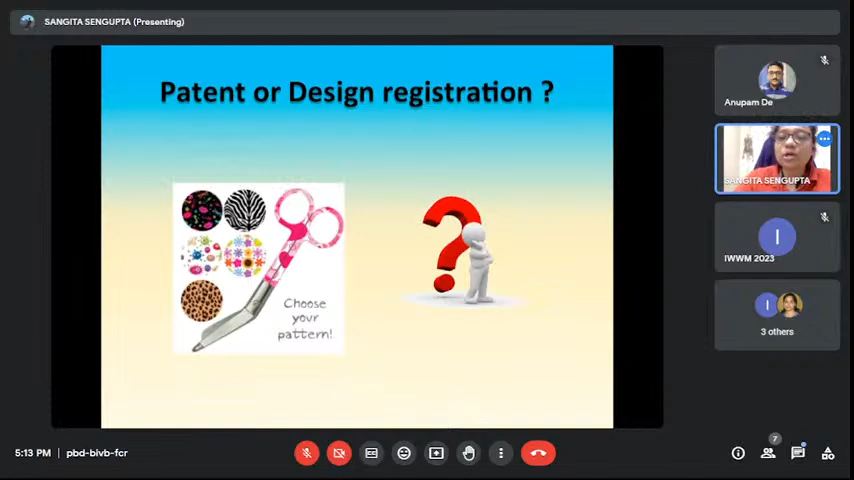 SANGITA SENGUPTA (Presenting)
Patent or Design registration ?
Choose
your
pattern!
Anupam De
SANGITA SENGUPTA
I
IWWM 2023
I
3 others
5:13 PM | pbd-bivb-fcr
7